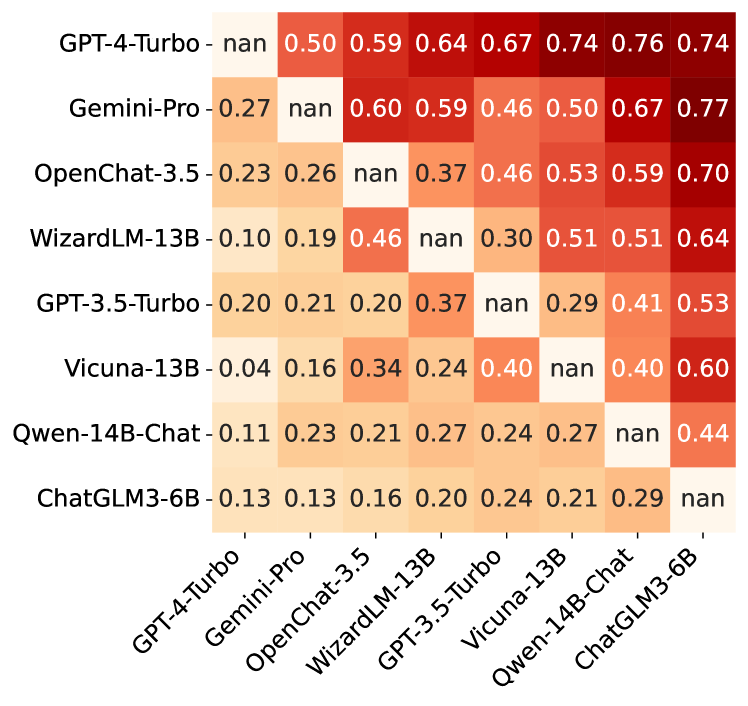 GPT-4-Turbo nan 0.50 0.59 0.64 0.67 0.74 0.76 0.74
Gemini-Pro 0.27 nan 0.60 0.59 0.46 0.50 0.67 0.77
OpenChat-3.5 0.23 0.26 nan 0.37 0.46 0.53 0.59 0.70
WizardLM-13B 0.10 0.19 0.46 nan 0.30 0.51 0.51 0.64
GPT-3.5-Turbo 0.20 0.21 0.20 0.37 nan 0.29 0.41 0.53
Vicuna-13B 0.04 0.16 0.34 0.24 0.40 nan 0.40 0.60
Qwen-14B-Chat 0.11 0.23 0.21 0.27 0.24 0.27 nan 0.44
ChatGLM3-6B 0.13 0.13 0.16 0.20 0.24 0.21 0.29 nan
GPT-4-Turbo
Gemini-Pro
OpenChat-3.5
WizardLM-13B
GPT-3.5-Turbo
Vicuna-13B
Qwen-14B-Chat
ChatGLM3-6B